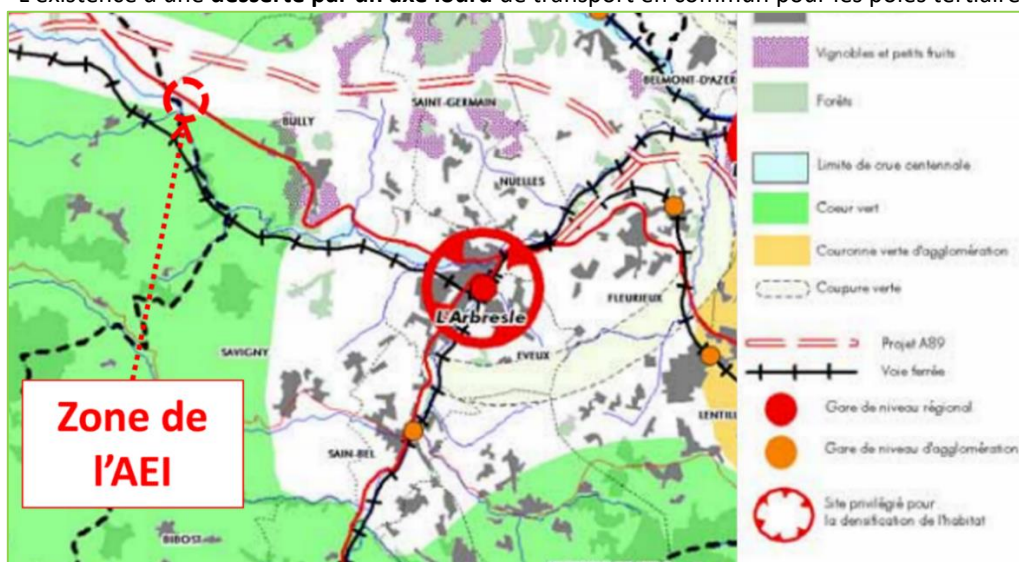 L'existence d'une desserte par un axe lourd de transport en commun pour les pôles tertiaire
BULLY
SAINT-GERMAIN
BELMONT-D'AZER
NUELLES
L'Arbresle
FLEURIEUX
EVEUX
SAVIGNY
LENTILL
SAIN-BEL
BIBOST
Zone de
l'AEI
Vignobles et petits fruits
Forêts
Limite de crue centennale
Coeur vert
Couronne verte d'agglomération
Coupure verte
Projet A89
Voie ferrée
Gare de niveau régional
Gare de niveau d'agglomération
Site privilégié pour
la densification de l'habitat